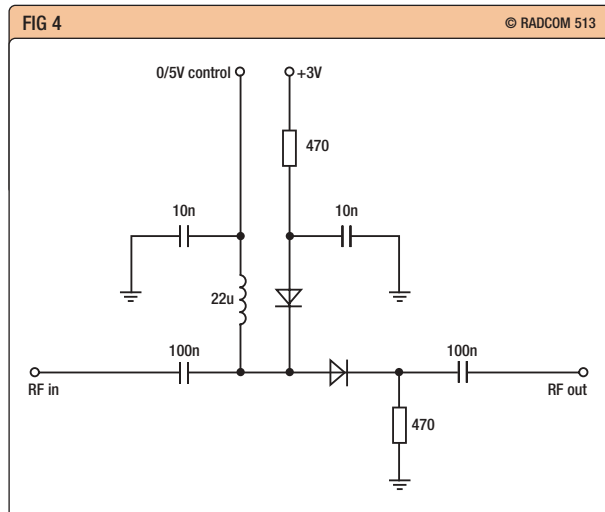 FIG 4
© RADCOM 513
0/5V control
+3V
470
10n
10n
22u
100n
100n
RF in
RF out
470